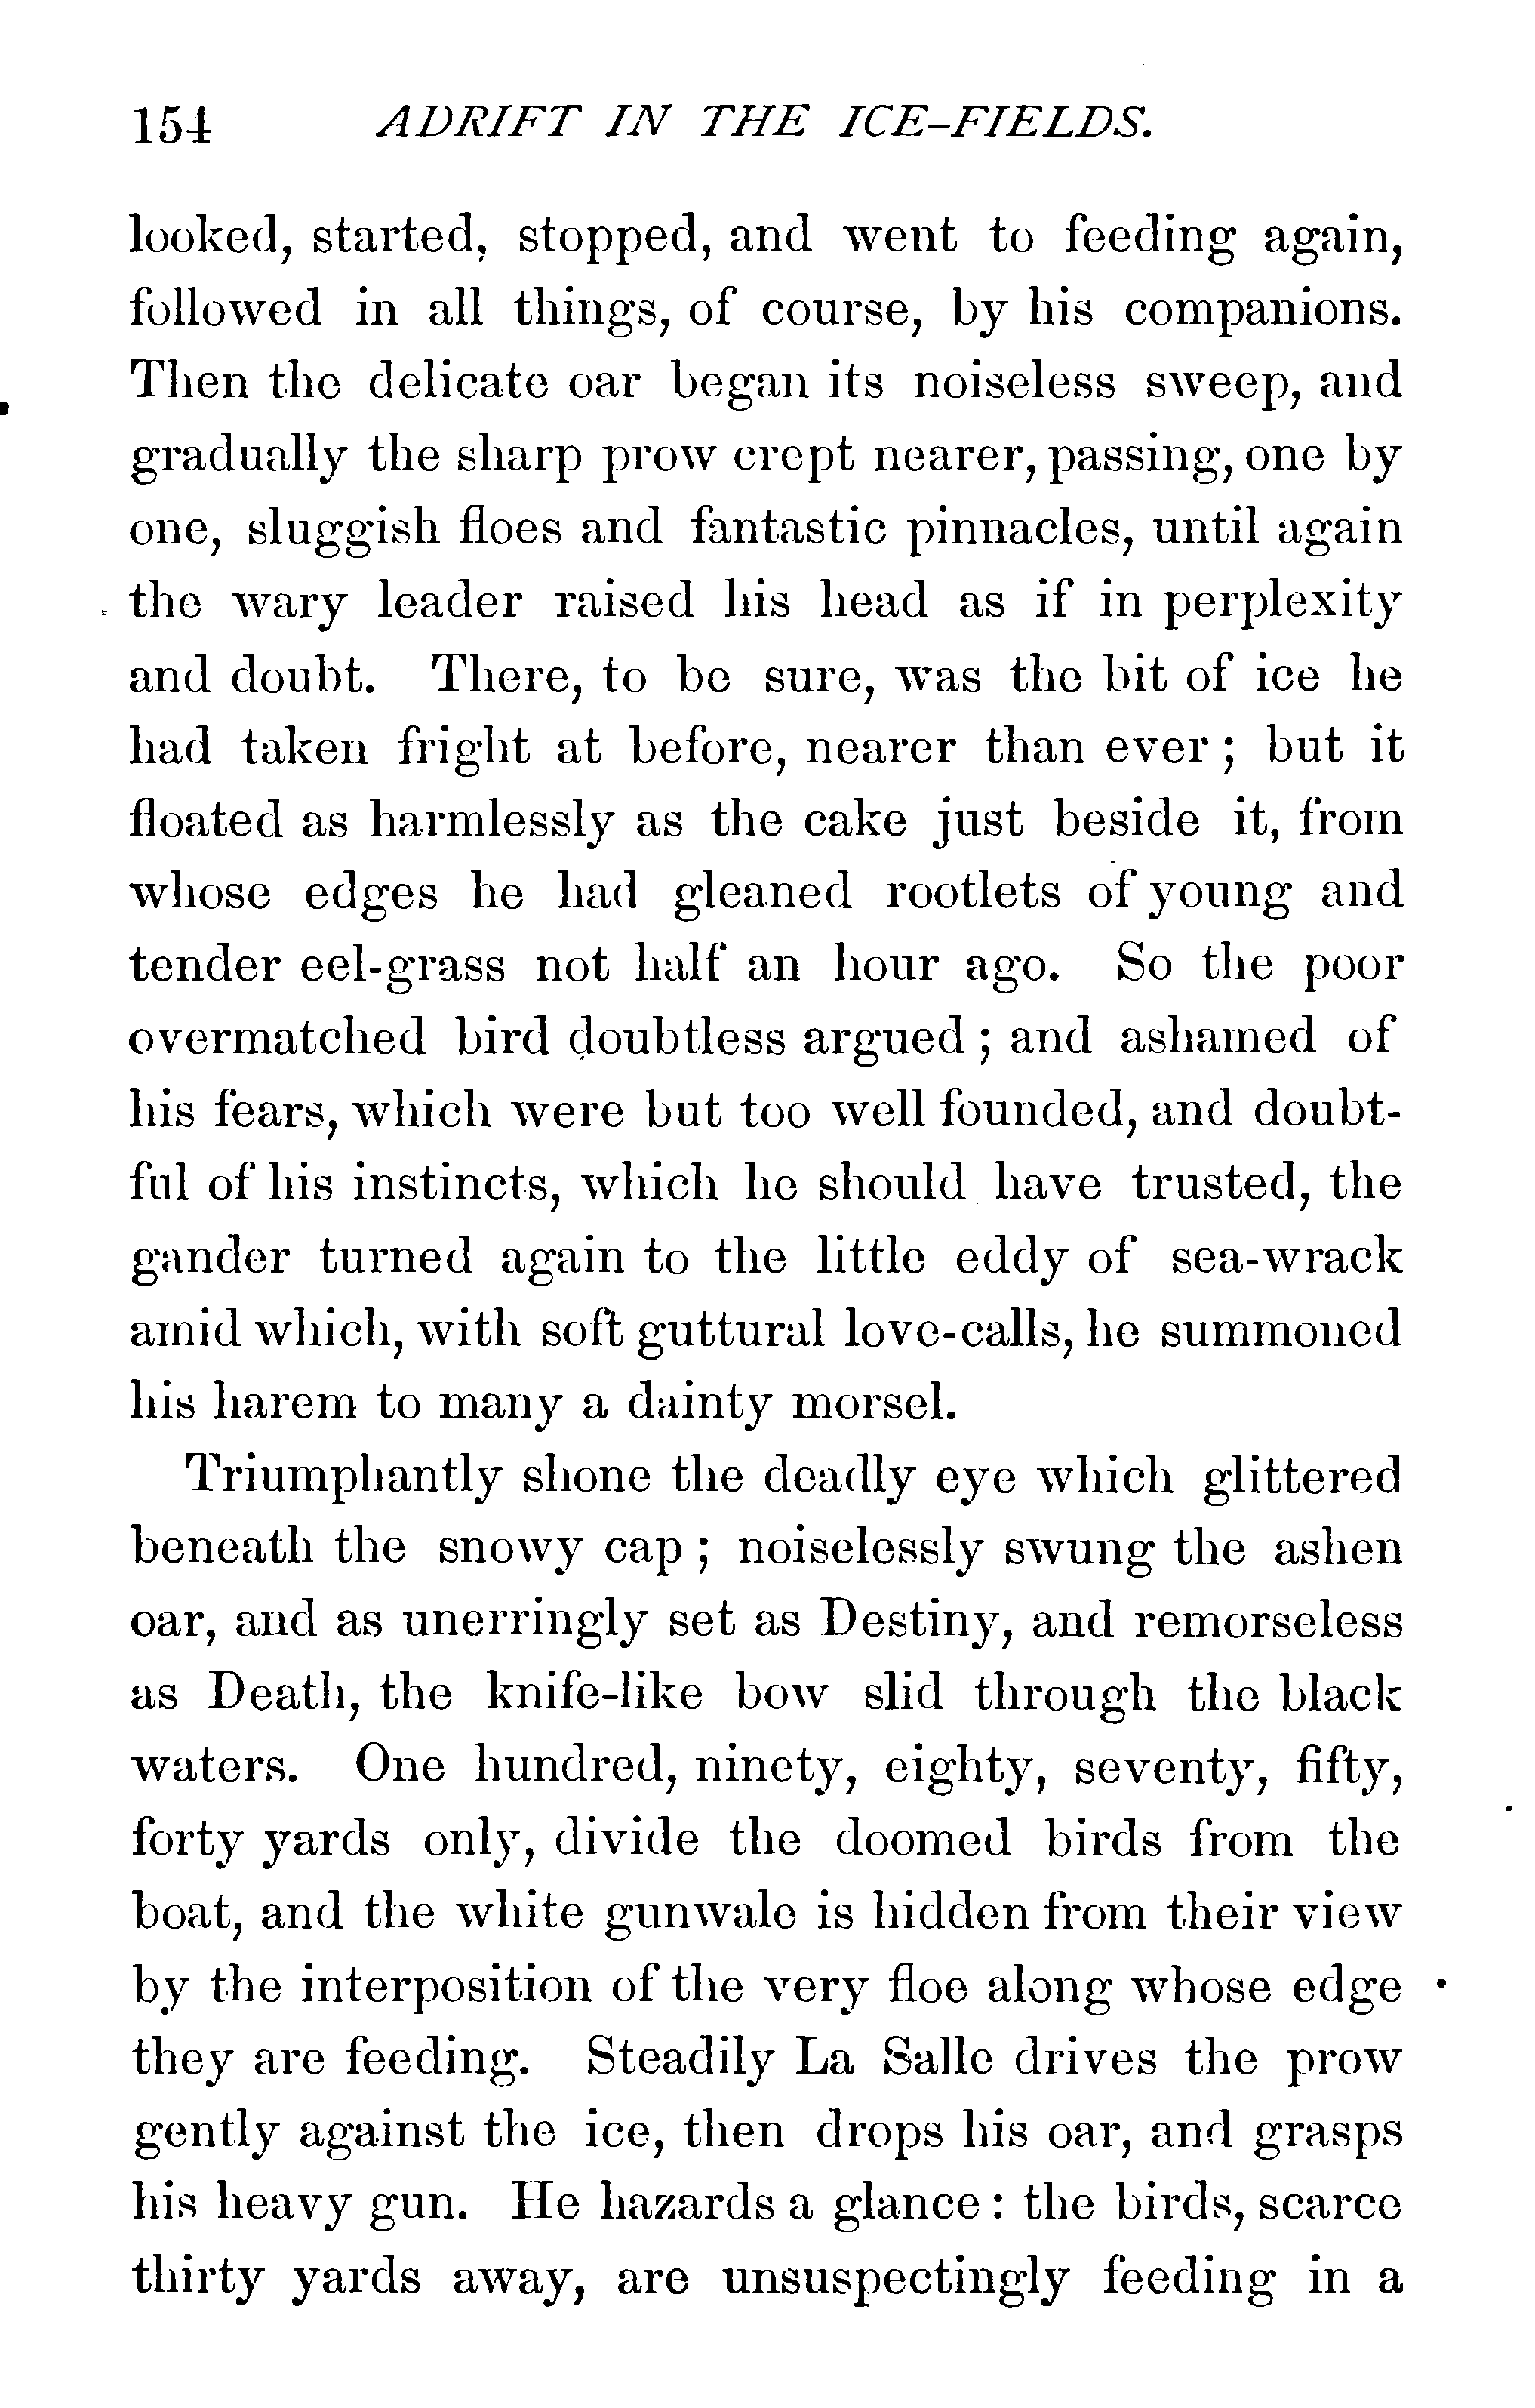 154 ADRIFT IN THE ICE-FIELDS.
looked, started, stopped, and went to feeding again,
followed in all things, of course, by his companions.
Then the delicate oar began its noiseless sweep, and
gradually the sharp prow crept nearer, passing, one by
one, sluggish floes and fantastic pinnacles, until again
the wary leader raised his head as if in perplexity
and doubt. There, to be sure, was the bit of ice he
had taken fright at before, nearer than ever ; but it
floated as harmlessly as the cake just beside it, from
whose edges he had gleaned rootlets of young and
tender eel-grass not half an hour ago. So the poor
overmatched bird doubtless argued ; and ashamed of
his fears, which were but too well founded, and doubt-
ful of his instincts, which he should have trusted, the
gander turned again to the little eddy of sea-wrack
amid which, with soft guttural love-calls, he summoned
his harem to many a dainty morsel.
Triumphantly shone the deadly eye which glittered
beneath the snowy cap ; noiselessly swung the ashen
oar, and as unerringly set as Destiny, and remorseless
as Death, the knife-like bow slid through the black
waters. One hundred, ninety, eighty, seventy, fifty,
forty yards only, divide the doomed birds from the
boat, and the white gunwale is hidden from their view
by the interposition of the very floe along whose edge
they are feeding. Steadily La Salle drives the prow
gently against the ice, then drops his oar, and grasps
his heavy gun. He hazards a glance : the birds, scarce
thirty yards away, are unsuspectingly feeding in a